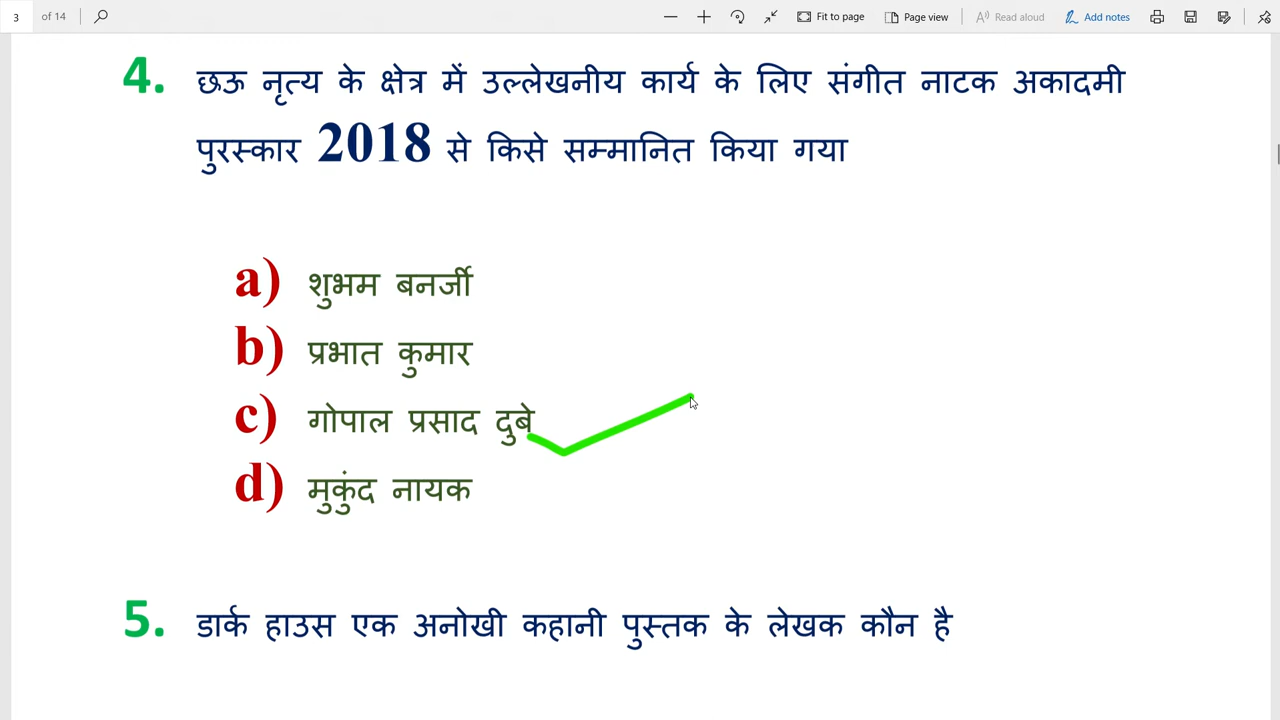 3 of 14 Fit to page Page view Read aloud Add notes
4. छऊ नृत्य के क्षेत्र में उल्लेखनीय कार्य के लिए संगीत नाटक अकादमी
पुरस्कार 2018 से किसे सम्मानित किया गया
a) शुभम बनर्जी
b) प्रभात कुमार
c) गोपाल प्रसाद दुबे
d) मुकुंद नायक
5. डार्क हाउस एक अनोखी कहानी पुस्तक के लेखक कौन है